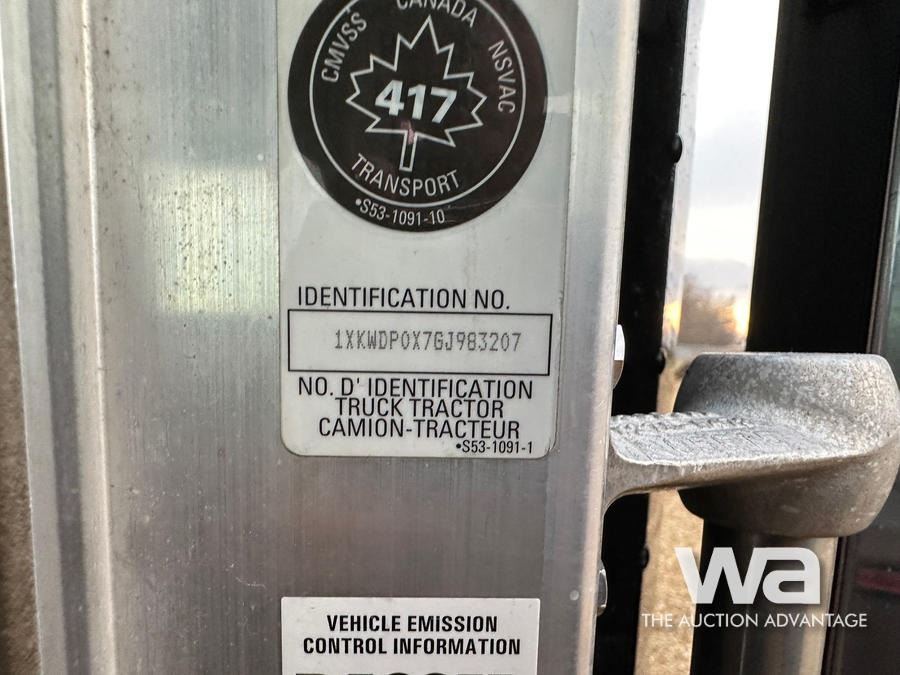 CMVSS CANADA NSVAC
417
TRANSPORT
•S53-1091-10
IDENTIFICATION NO.
1XKWDP0X7GJ983207
NO. D' IDENTIFICATION
TRUCK TRACTOR
CAMION-TRACTEUR
•S53-1091-1
VEHICLE EMISSION
CONTROL INFORMATION
wa
THE AUCTION ADVANTAGE